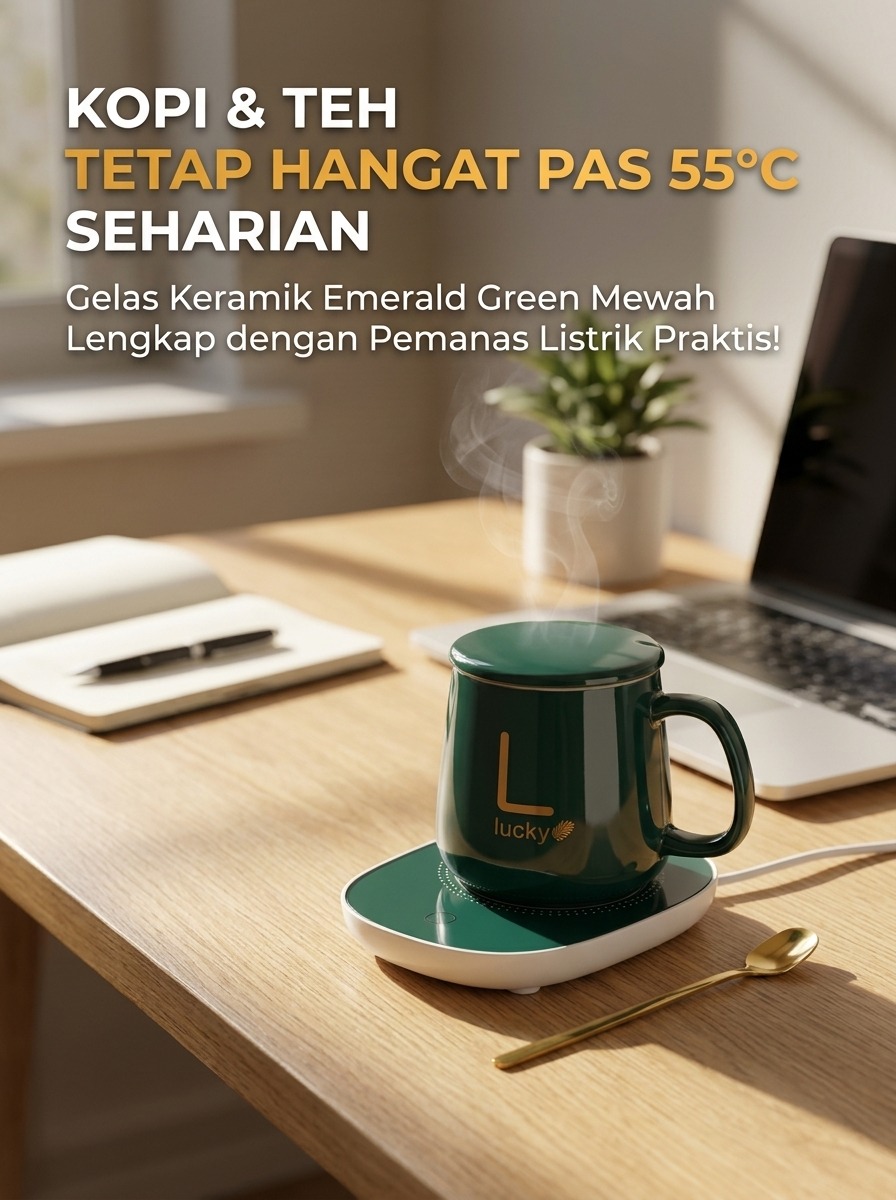 KOPI & TEH
TETAP HANGAT PAS 55°C
SEHARIAN
Gelas Keramik Emerald Green Mewah
Lengkap dengan Pemanas Listrik Praktis!
L
lucky